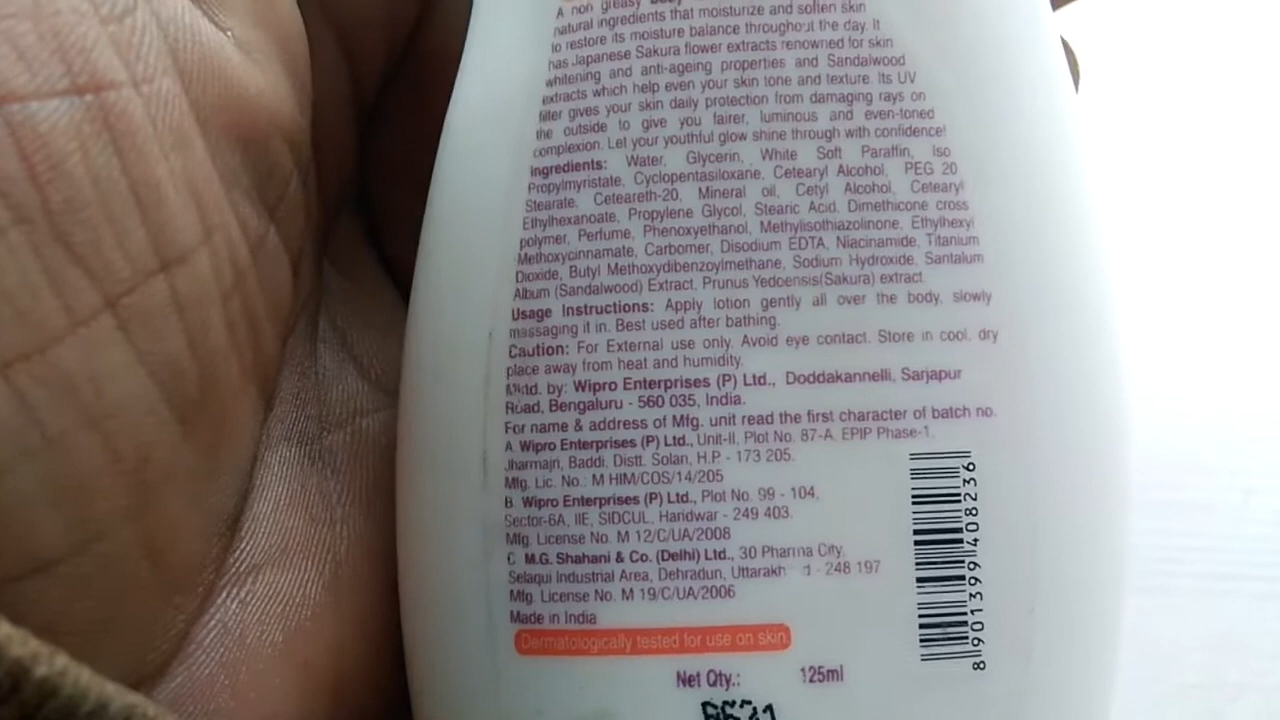 A non greasy body
natural ingredients that moisturize and soften skin
to restore its moisture balance throughout the day. It
has Japanese Sakura flower extracts renowned for skin
whitening and anti-ageing properties and Sandalwood
extracts which help even your skin tone and texture. Its UV
filter gives your skin daily protection from damaging rays on
the outside to give you fairer, luminous and even-toned
complexion. Let your youthful glow shine through with confidence!
Ingredients: Water, Glycerin, White Soft Paraffin, Iso
Propylmyristate, Cyclopentasiloxane, Cetearyl Alcohol, PEG 20
Stearate, Ceteareth-20, Mineral oil, Cetyl Alcohol, Cetearyl
Ethylhexanoate, Propylene Glycol, Stearic Acid, Dimethicone cross
polymer, Perfume, Phenoxyethanol, Methylisothiazolinone, Ethylhexyl
Methoxycinnamate, Carbomer, Disodium EDTA, Niacinamide, Titanium
Dioxide, Butyl Methoxydibenzoylmethane, Sodium Hydroxide, Santalum
Album (Sandalwood) Extract, Prunus Yedoensis(Sakura) extract.
Usage Instructions: Apply lotion gently all over the body, slowly
massaging it in. Best used after bathing.
Caution: For External use only. Avoid eye contact. Store in cool, dry
place away from heat and humidity.
Mktd. by: Wipro Enterprises (P) Ltd., Doddakannelli, Sarjapur
Road, Bengaluru - 560 035, India.
For name & address of Mfg. unit read the first character of batch no.
A. Wipro Enterprises (P) Ltd., Unit-II, Plot No. 87-A, EPIP Phase-1,
Jharmajri, Baddi, Distt. Solan, H.P. - 173 205.
Mfg. Lic. No.: M HIM/COS/14/205
B. Wipro Enterprises (P) Ltd., Plot No. 99 - 104,
Sector-6A, IIE, SIDCUL, Haridwar - 249 403.
Mfg. License No. M 12/C/UA/2008
C. M.G. Shahani & Co. (Delhi) Ltd., 30 Pharma City,
Selaqui Industrial Area, Dehradun, - 248 197
Mfg. License No. M 19/C/UA/2006
Made in India
Dermatologically tested for use on skin.
Net Qty.: 125ml
8 901399 408236